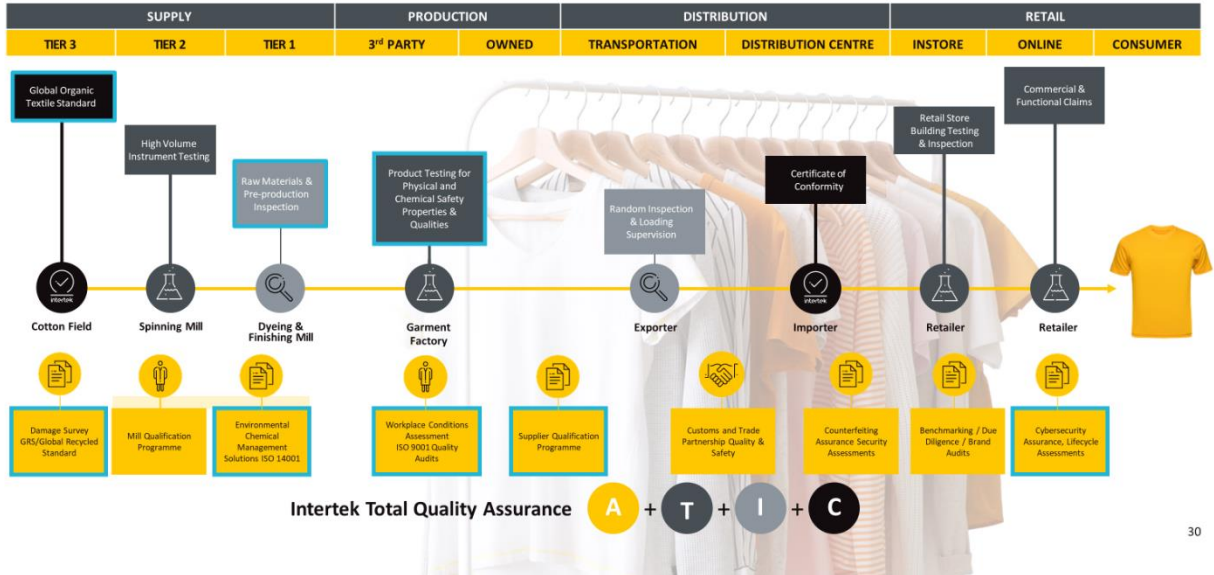 SUPPLY
PRODUCTION
DISTRIBUTION
RETAIL
TIER 3
TIER 2
TIER 1
3rd PARTY
OWNED
TRANSPORTATION
DISTRIBUTION CENTRE
INSTORE
ONLINE
CONSUMER
Global Organic
Textile Standard
High Volume
Instrument Testing
Raw Materials &
Pre-production
Inspection
Product Testing for
Physical and
Chemical Safety
Properties &
Qualities
Random Inspection
& Loading
Supervision
Certificate of
Conformity
Retail Store
Building Testing
& Inspection
Commercial &
Functional Claims
intertek
intertek
Cotton Field
Spinning Mill
Dyeing &
Finishing Mill
Garment
Factory
Exporter
Importer
Retailer
Retailer
Damage Survey
GRS/Global Recycled
Standard
Mill Qualification
Programme
Environmental
Chemical
Management
Solutions ISO 14001
Workplace Conditions
Assessment
ISO 9001 Quality
Audits
Supplier Qualification
Programme
Customs and Trade
Partnership Quality &
Safety
Counterfeiting
Assurance Security
Assessments
Benchmarking / Due
Diligence / Brand
Audits
Cybersecurity
Assurance, Lifecycle
Assessments
Intertek Total Quality Assurance A + T + I + C
30